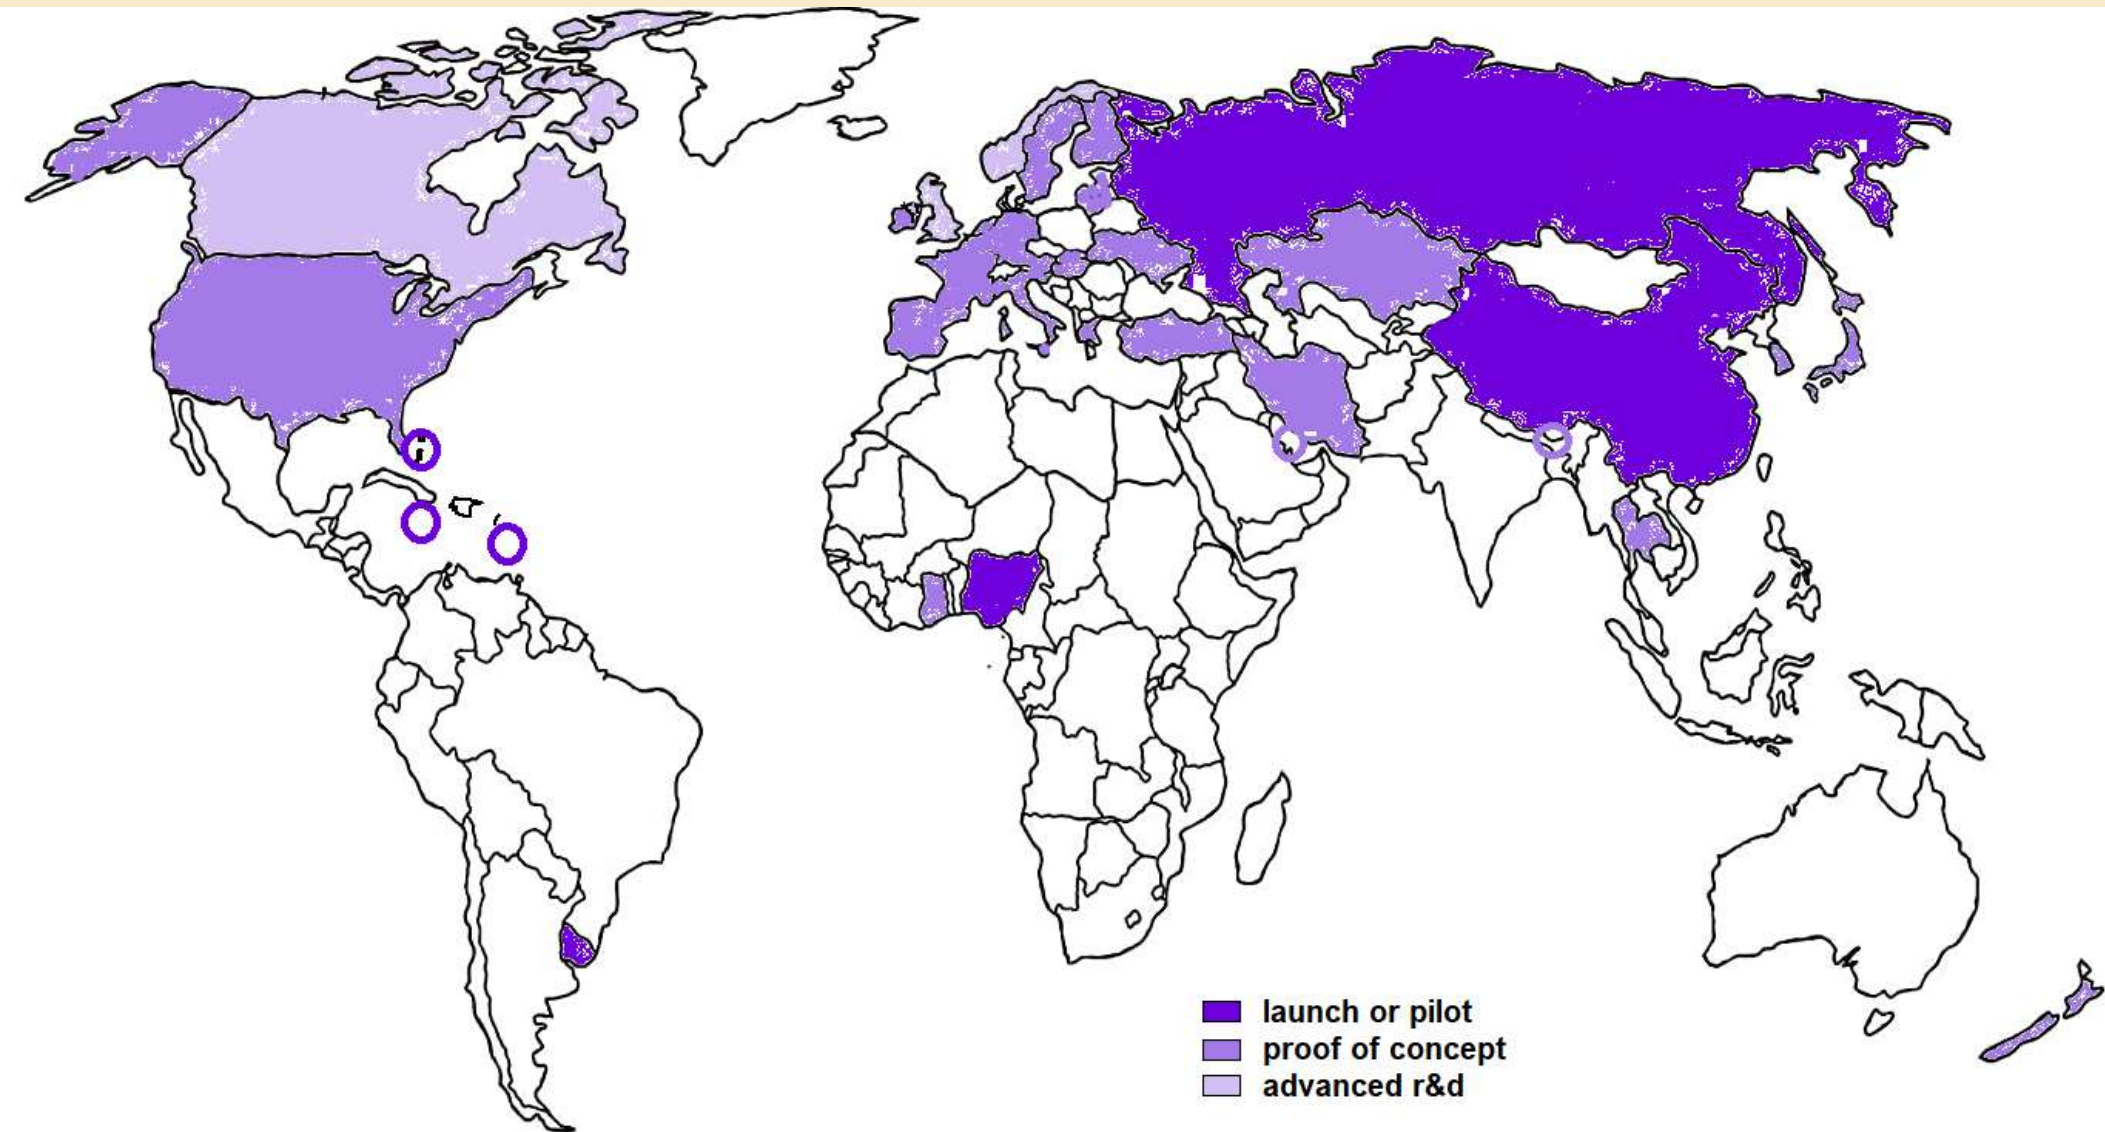 launch or pilot
proof of concept
advanced r&d